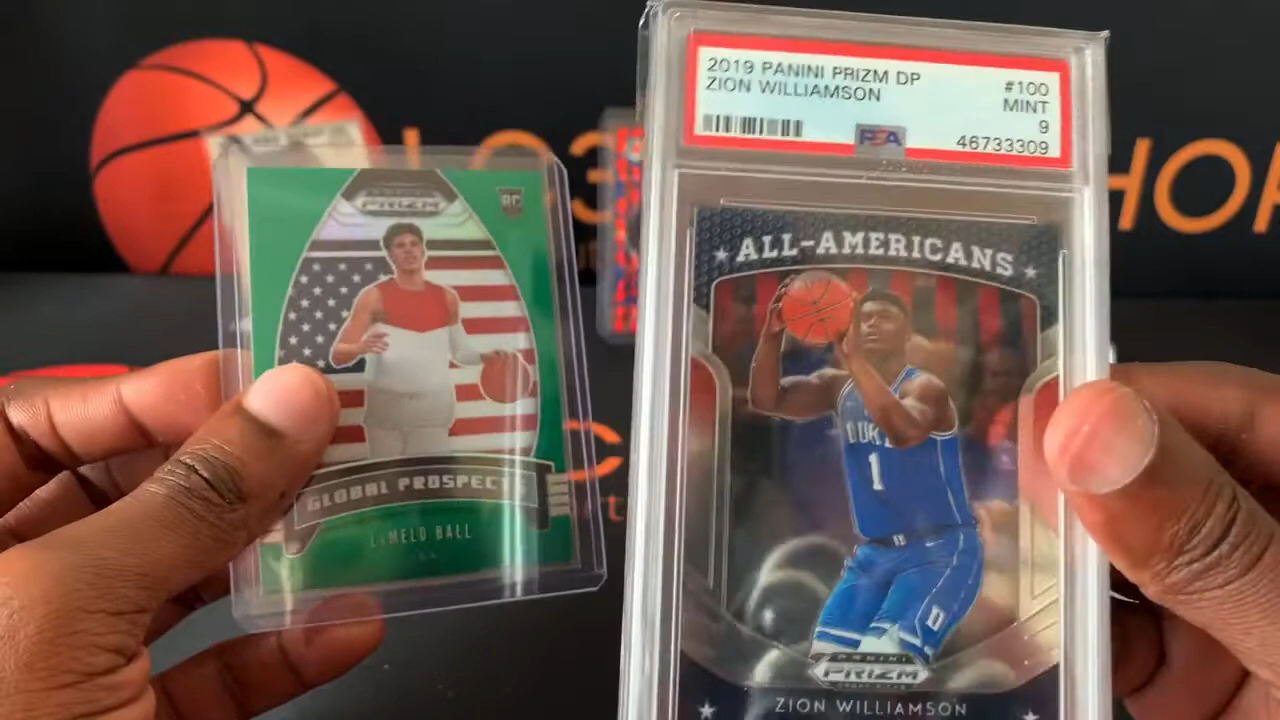 PRIZM
RC
GLOBAL PROSPECTS
LaMELO BALL
2019 PANINI PRIZM DP
#100
ZION WILLIAMSON
MINT
9
PSA
46733309
ALL-AMERICANS
DUKE
1
D
PANINI
PRIZM
ZION WILLIAMSON
HOP